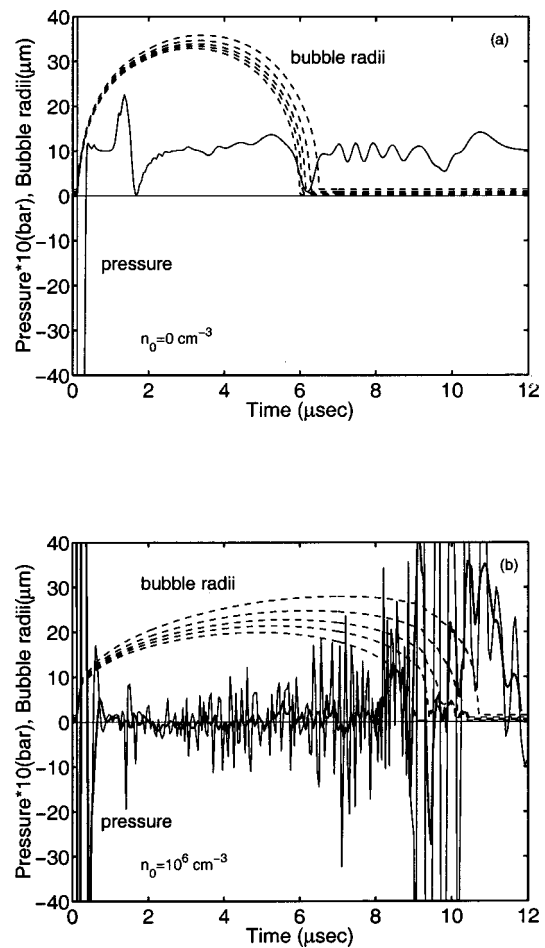 40
30
20
10
0
−10
−20
−30
−40
Pressure*10(bar), Bubble radii(μm)
(a)
bubble radii
pressure
n₀=0 cm⁻³
0 2 4 6 8 10 12
Time (μsec)
40
30
20
10
0
−10
−20
−30
−40
Pressure*10(bar), Bubble radii(μm)
(b)
bubble radii
pressure
n₀=10⁶ cm⁻³
0 2 4 6 8 10 12
Time (μsec)